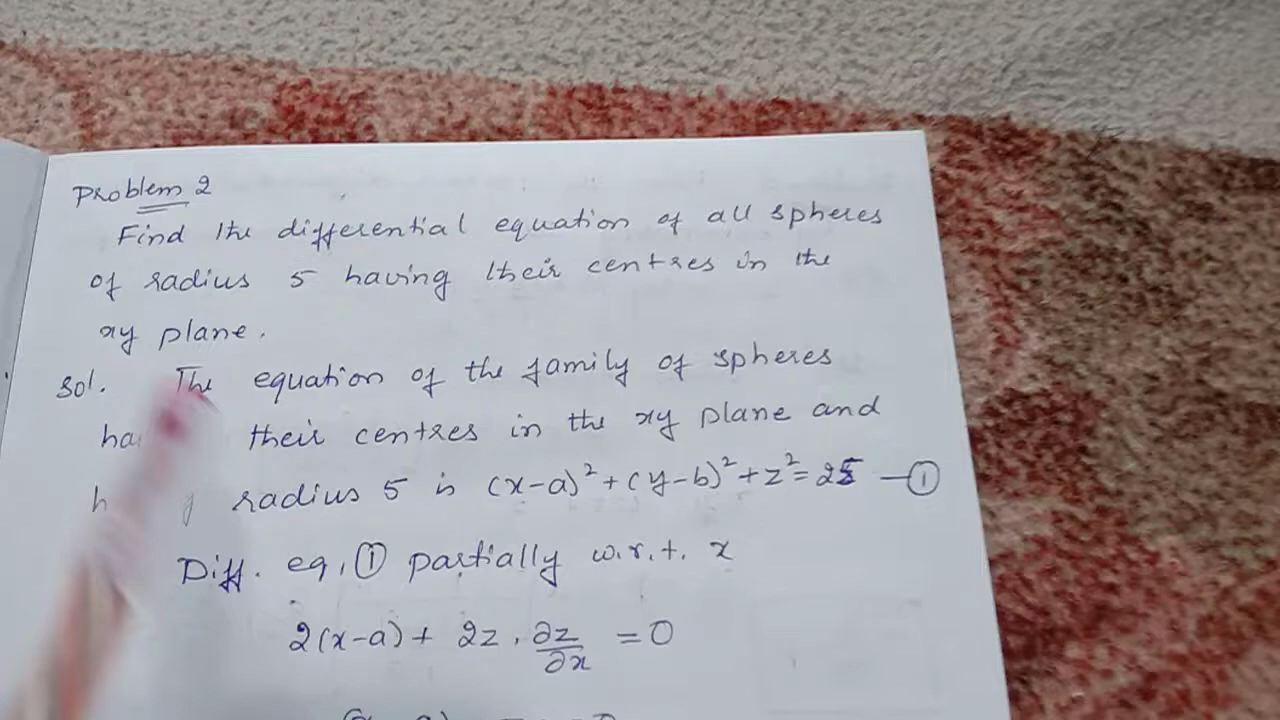 Problem 2
Find the differential equation of all spheres
of radius 5 having their centres in the
xy plane.
Sol. The equation of the family of spheres
their centres in the xy plane and
radius 5 is (x-a)²+(y-b)²+z²=25 —①
Diff. eq, ① partially w.r.t. x
2(x-a)+ 2z . ∂z/∂x = 0